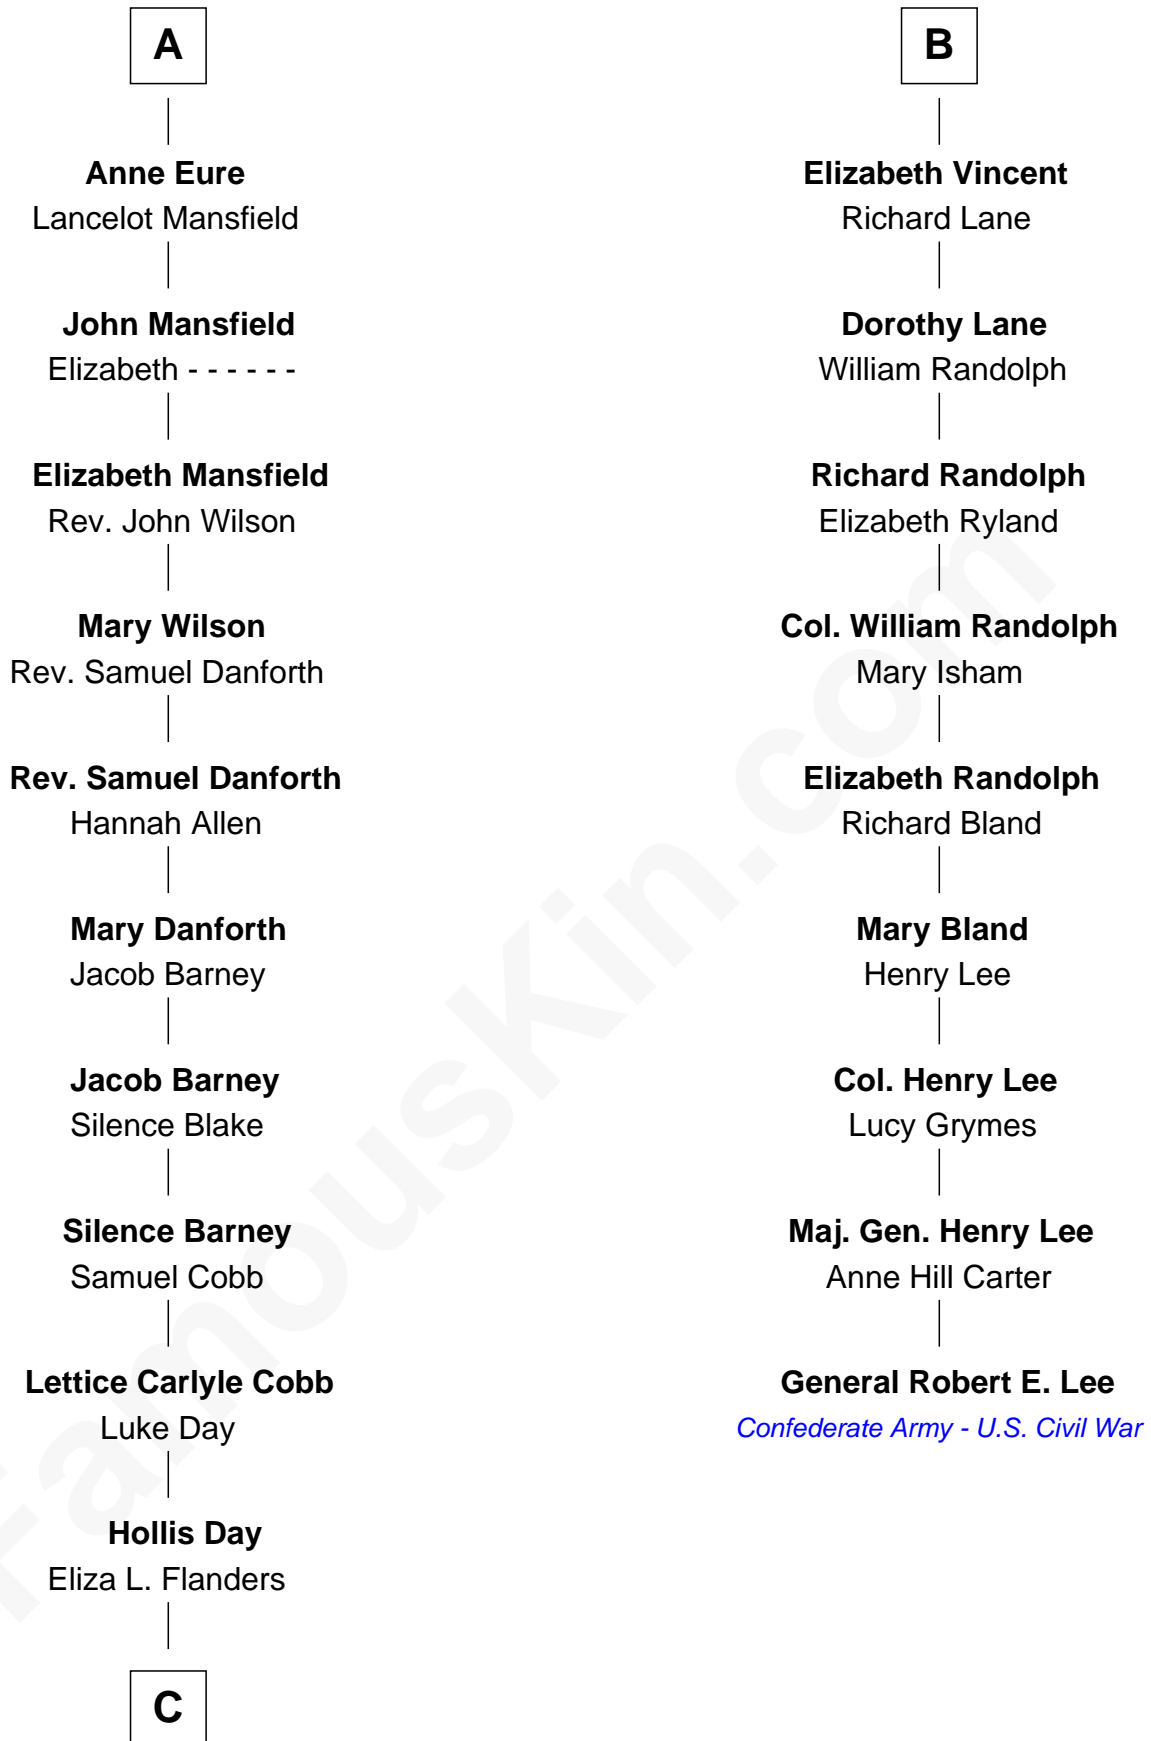 A
Anne Eure
Lancelot Mansfield
John Mansfield
Elizabeth - - - - - -
Elizabeth Mansfield
Rev. John Wilson
Mary Wilson
Rev. Samuel Danforth
Rev. Samuel Danforth
Hannah Allen
Mary Danforth
Jacob Barney
Jacob Barney
Silence Blake
Silence Barney
Samuel Cobb
Lettice Carlyle Cobb
Luke Day
Hollis Day
Eliza L. Flanders
C
B
Elizabeth Vincent
Richard Lane
Dorothy Lane
William Randolph
Richard Randolph
Elizabeth Ryland
Col. William Randolph
Mary Isham
Elizabeth Randolph
Richard Bland
Mary Bland
Henry Lee
Col. Henry Lee
Lucy Grymes
Maj. Gen. Henry Lee
Anne Hill Carter
General Robert E. Lee
Confederate Army - U.S. Civil War
FamousKin.com